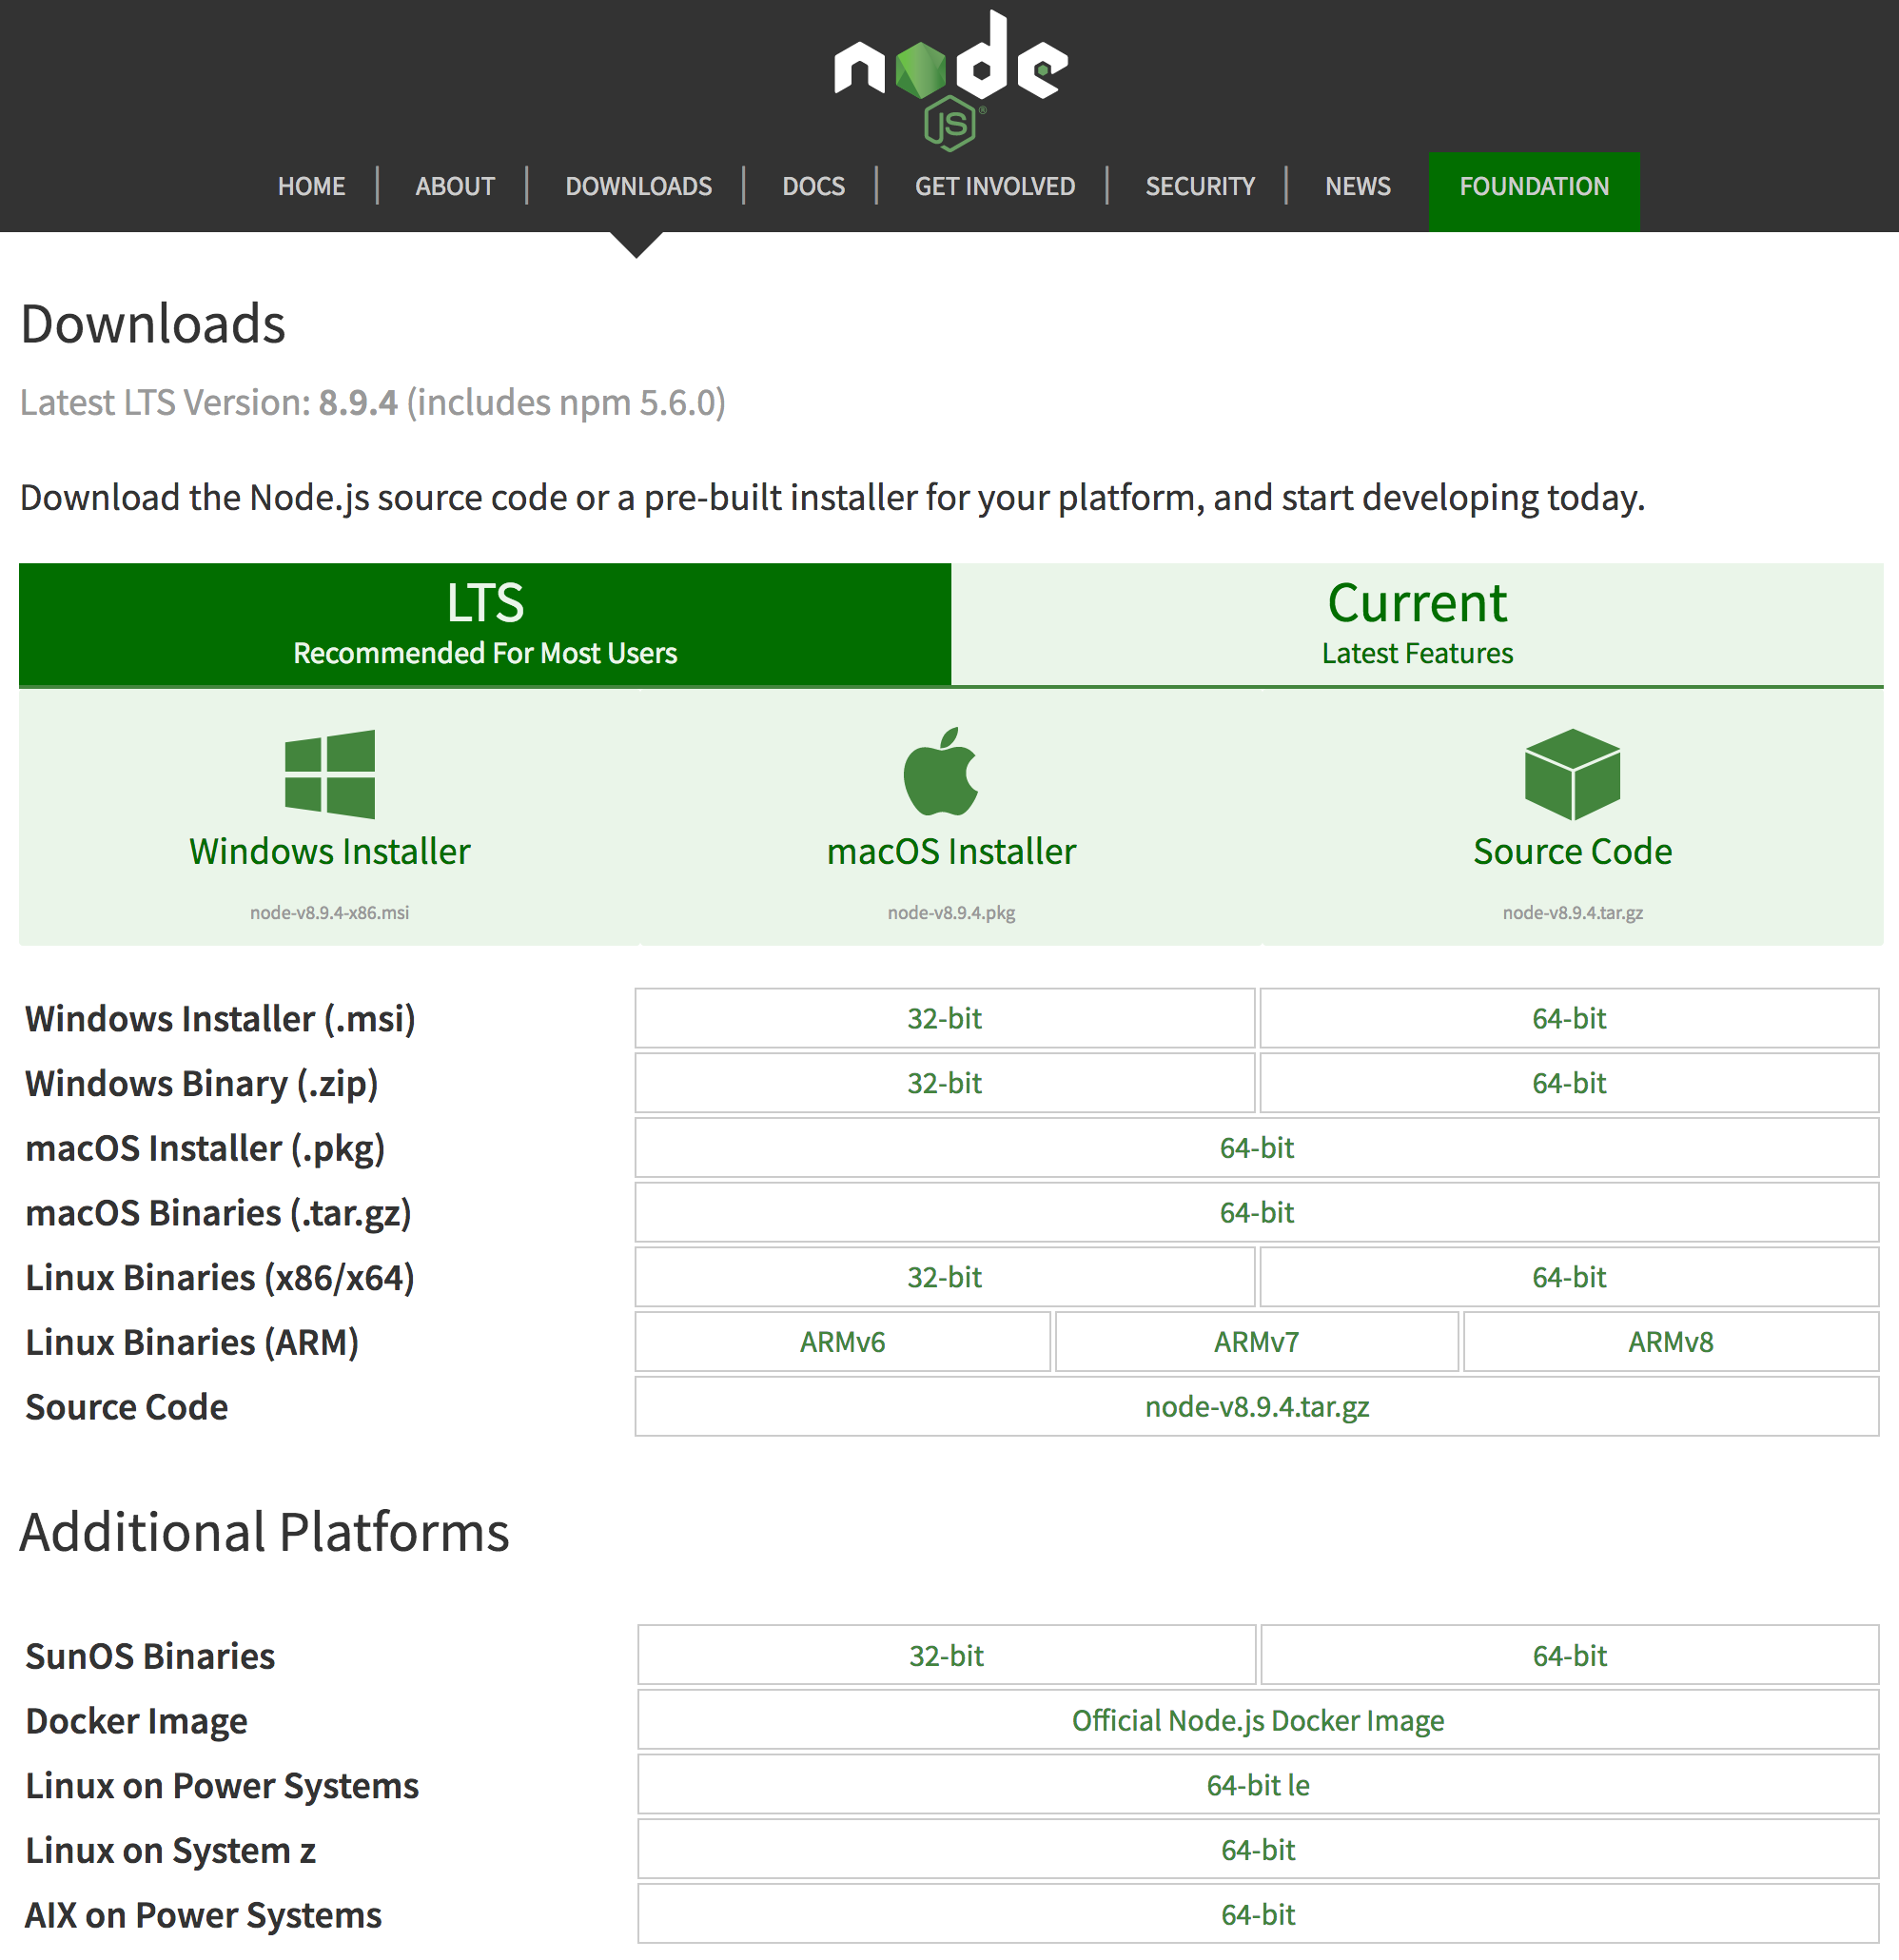 node
JS®
HOME ABOUT DOWNLOADS DOCS GET INVOLVED SECURITY NEWS FOUNDATION
Downloads
Latest LTS Version: 8.9.4 (includes npm 5.6.0)
Download the Node.js source code or a pre-built installer for your platform, and start developing today.
LTS Current
Recommended For Most Users Latest Features
Windows Installer macOS Installer Source Code
node-v8.9.4-x86.msi node-v8.9.4.pkg node-v8.9.4.tar.gz
Windows Installer (.msi) 32-bit 64-bit
Windows Binary (.zip) 32-bit 64-bit
macOS Installer (.pkg) 64-bit
macOS Binaries (.tar.gz) 64-bit
Linux Binaries (x86/x64) 32-bit 64-bit
Linux Binaries (ARM) ARMv6 ARMv7 ARMv8
Source Code node-v8.9.4.tar.gz
Additional Platforms
SunOS Binaries 32-bit 64-bit
Docker Image Official Node.js Docker Image
Linux on Power Systems 64-bit le
Linux on System z 64-bit
AIX on Power Systems 64-bit